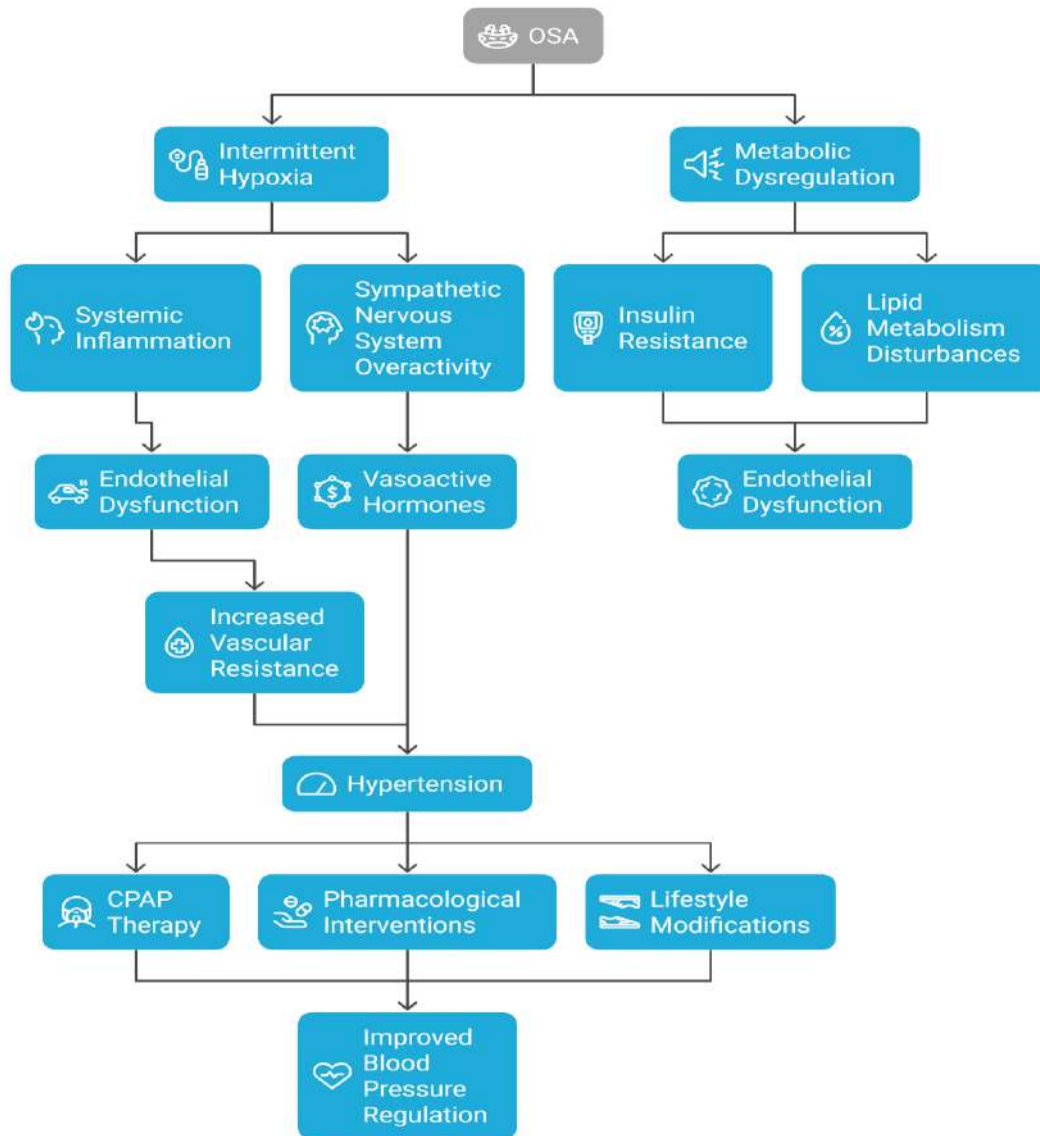 OSA
Intermittent
Hypoxia
Metabolic
Dysregulation
Systemic
Inflammation
Sympathetic
Nervous
System
Overactivity
Insulin
Resistance
Lipid
Metabolism
Disturbances
Endothelial
Dysfunction
Vasoactive
Hormones
Endothelial
Dysfunction
Increased
Vascular
Resistance
Hypertension
CPAP
Therapy
Pharmacological
Interventions
Lifestyle
Modifications
Improved
Blood
Pressure
Regulation